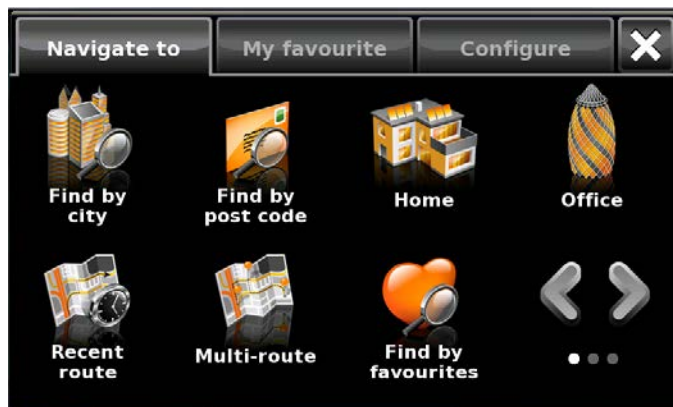 Navigate to
My favourite
Configure
Find by
city
Find by
post code
Home
Office
Recent
route
Multi-route
Find by
favourites